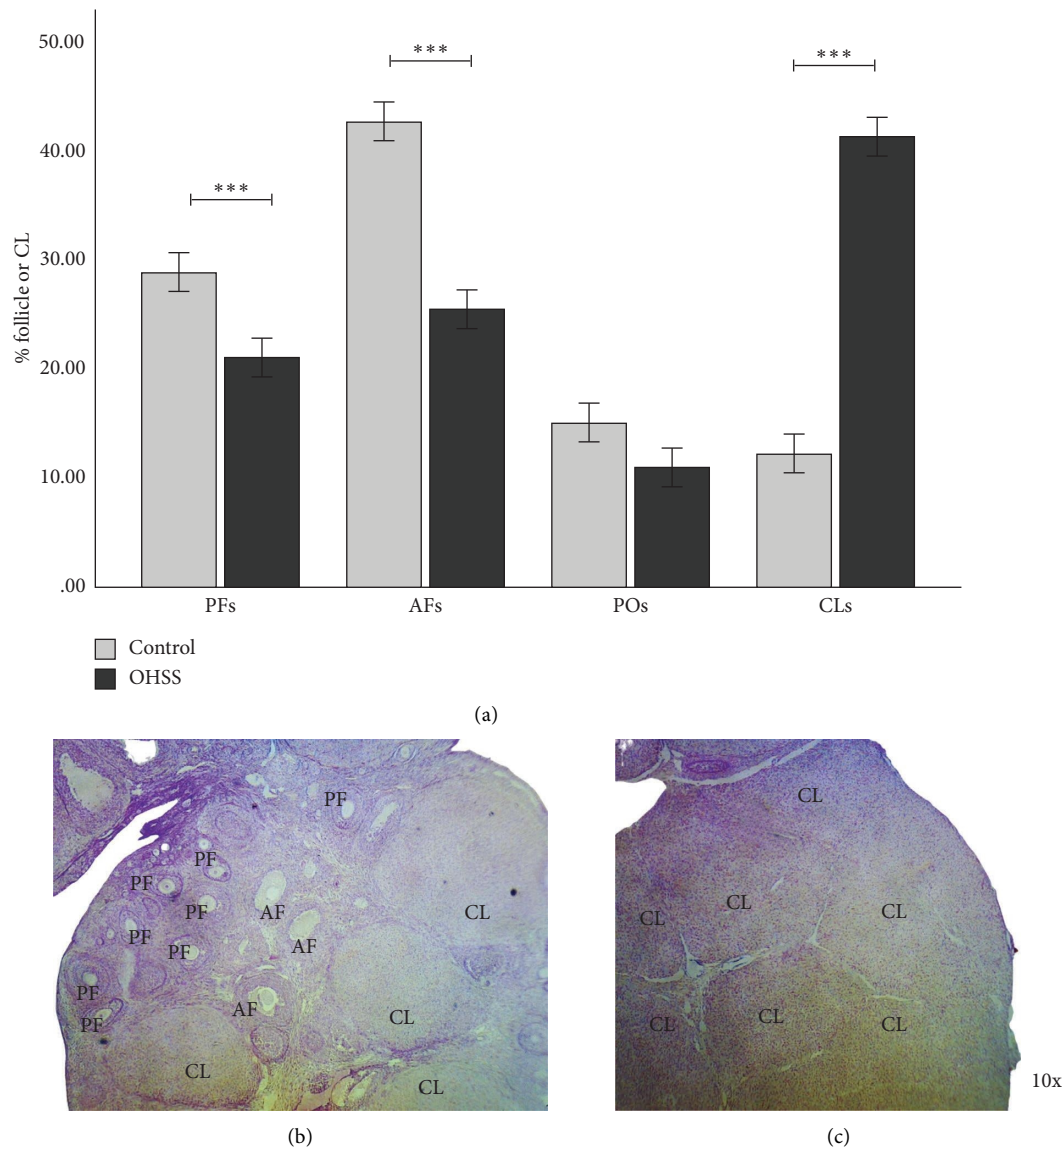 50.00
40.00
30.00
20.00
10.00
.00
% follicle or CL
***
***
***
PFs
AFs
POs
CLs
Control
OHSS
(a)
PF
PF
PF
PF
PF
PF
PF
PF
AF
AF
AF
CL
CL
CL
CL
(b)
CL
CL
CL
CL
CL
CL
CL
10x
(c)